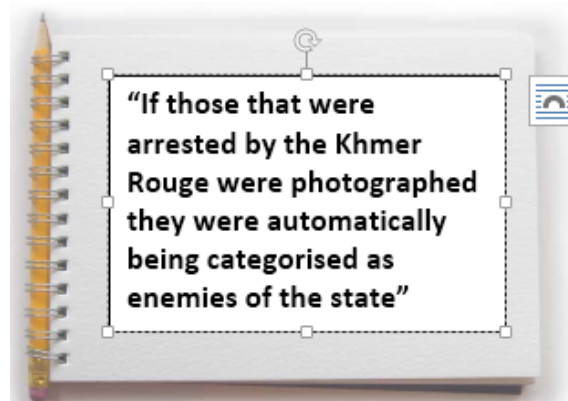 “If those that were
arrested by the Khmer
Rouge were photographed
they were automatically
being categorised as
enemies of the state”